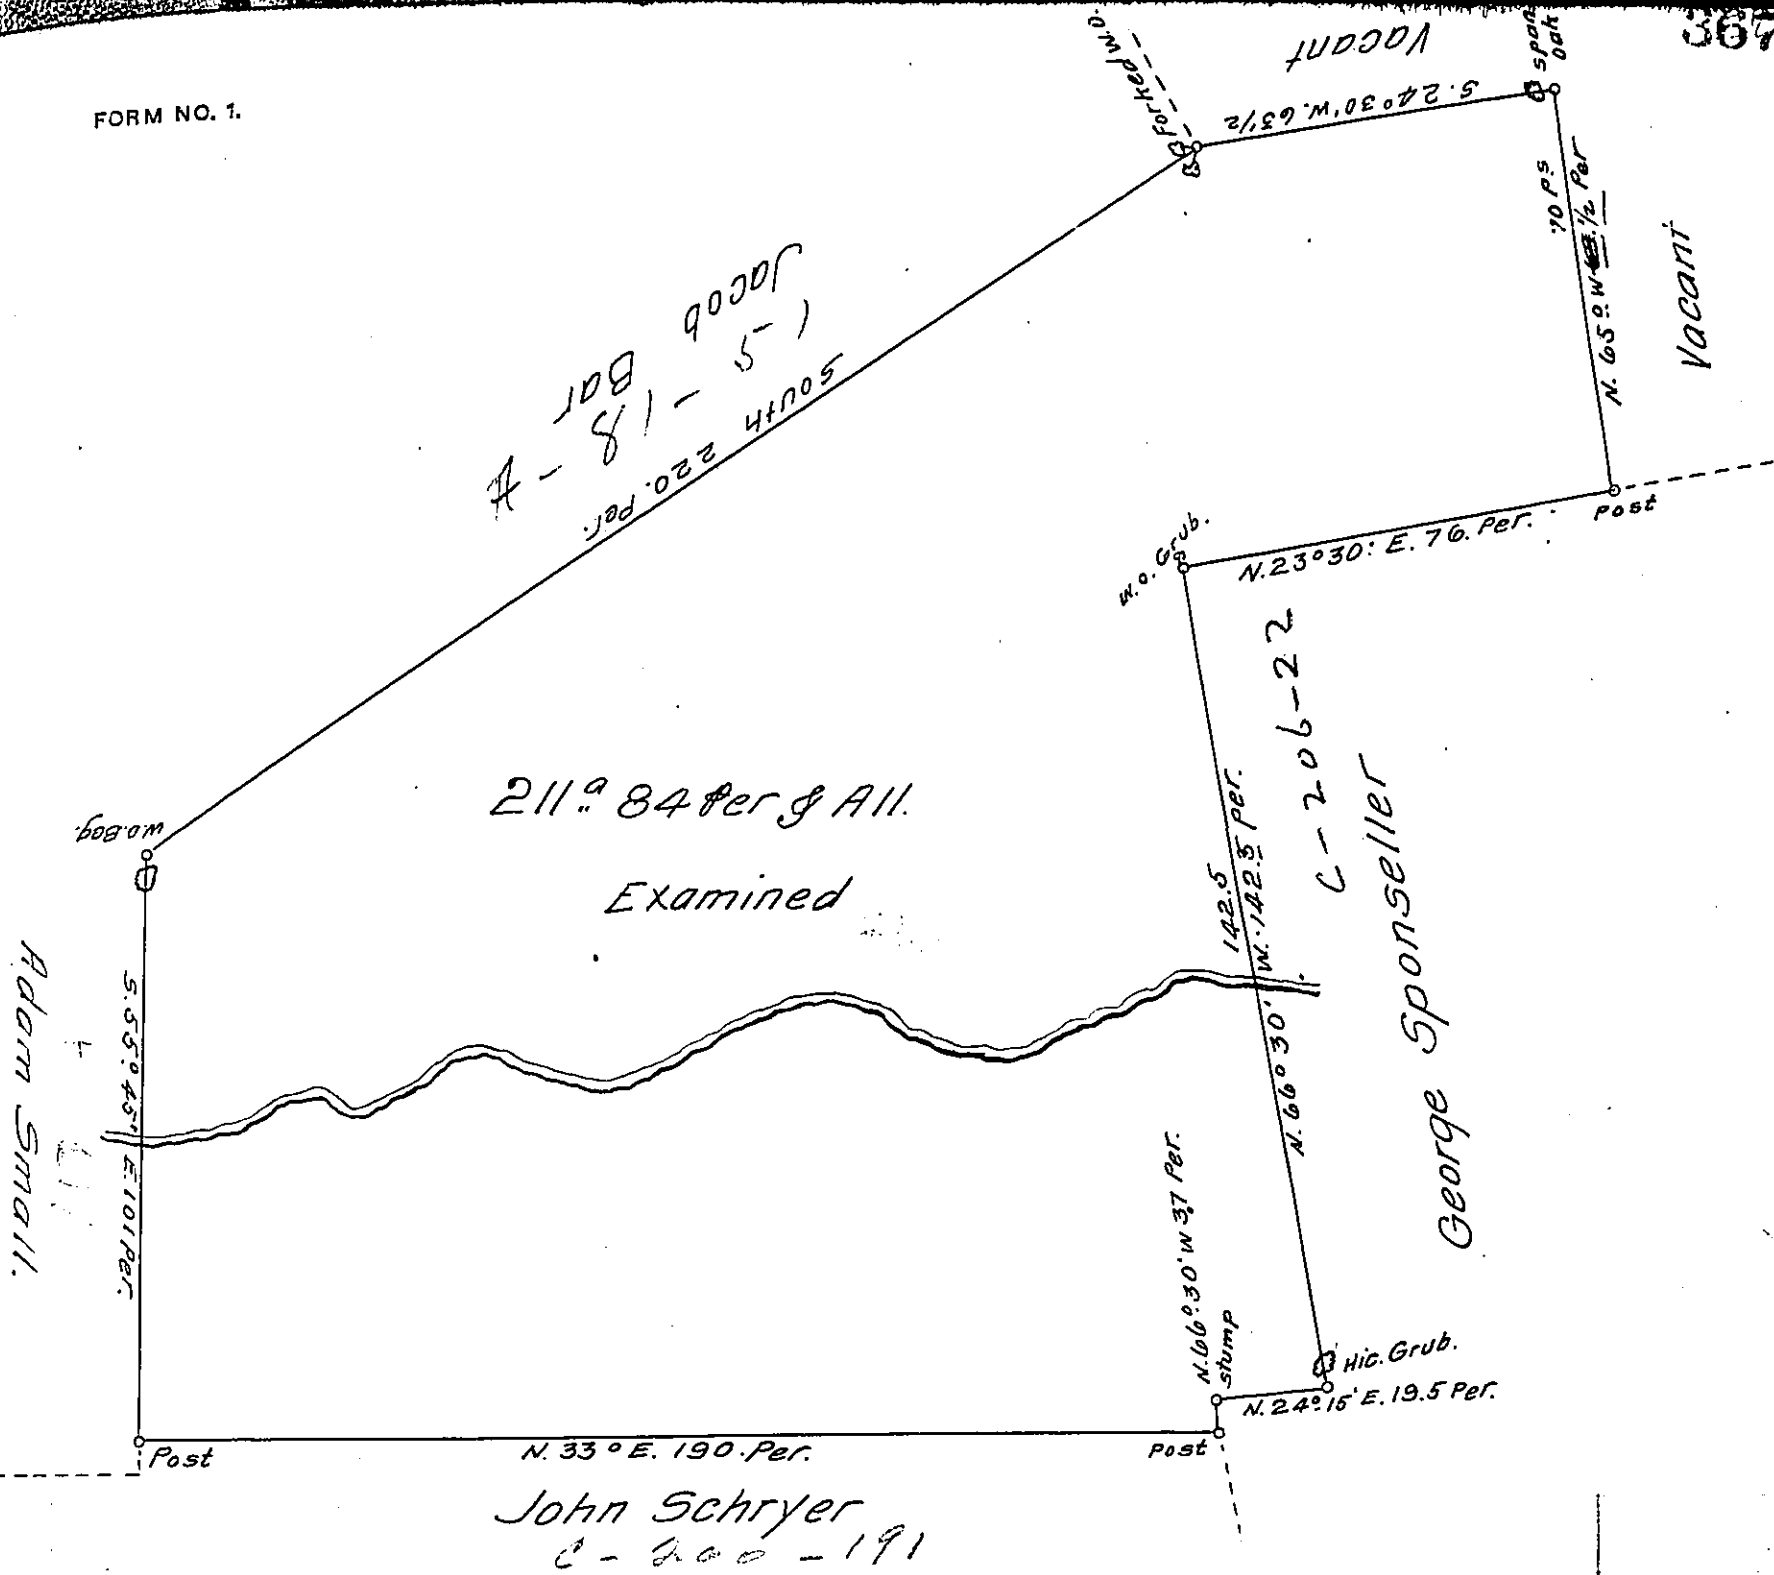 367
FORM NO. 1.
Forked W.O.
Vacant
S. 24° 30' W. 63 1/2
Span oak
70 Ps
N. 65° W 1/2 Per
Vacant
Post
N. 23° 30' E. 76. Per.
W.O. Grub.
Jacob
Bar
A - 18 - 51
South 220. Per.
211a. 84 Per & All.
Examined
W.O. Bog.
Adam Small.
S. 55° 45" E. 101 Per.
142.5
N. 66° 30' W. 142.5 Per.
C - 206 - 22
George Sponseller
N. 66° 30' W 37 Per.
stump
Hic. Grub.
N. 24° 15' E. 19.5 Per.
Post
N. 33° E. 190. Per.
Post
John Schryer
C - 200 - 191